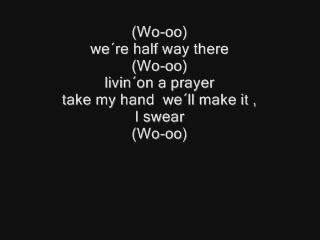 (Wo-oo)
we´re half way there
(Wo-oo)
livin´on a prayer
take my hand  we´ll make it ,
I swear
(Wo-oo)